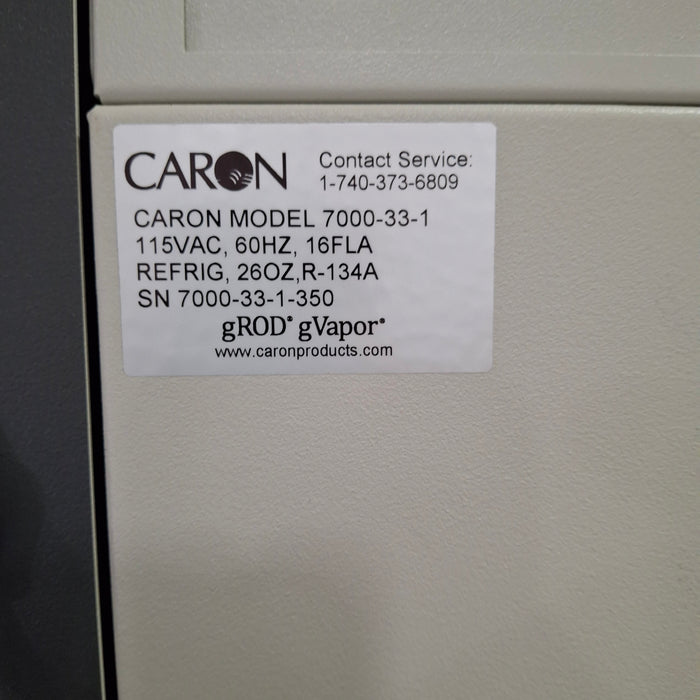 CARON
Contact Service:
1-740-373-6809
CARON MODEL 7000-33-1
115VAC, 60HZ, 16FLA
REFRIG, 26OZ,R-134A
SN 7000-33-1-350
gROD® gVapor®
www.caronproducts.com